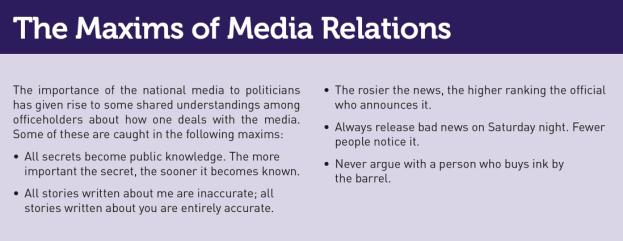 The Maxims of Media Relations
The importance of the national media to politicians
has given rise to some shared understandings among
officeholders about how one deals with the media.
Some of these are caught in the following maxims:
• All secrets become public knowledge. The more
important the secret, the sooner it becomes known.
• All stories written about me are inaccurate; all
stories written about you are entirely accurate.
• The rosier the news, the higher ranking the official
who announces it.
• Always release bad news on Saturday night. Fewer
people notice it.
• Never argue with a person who buys ink by
the barrel.